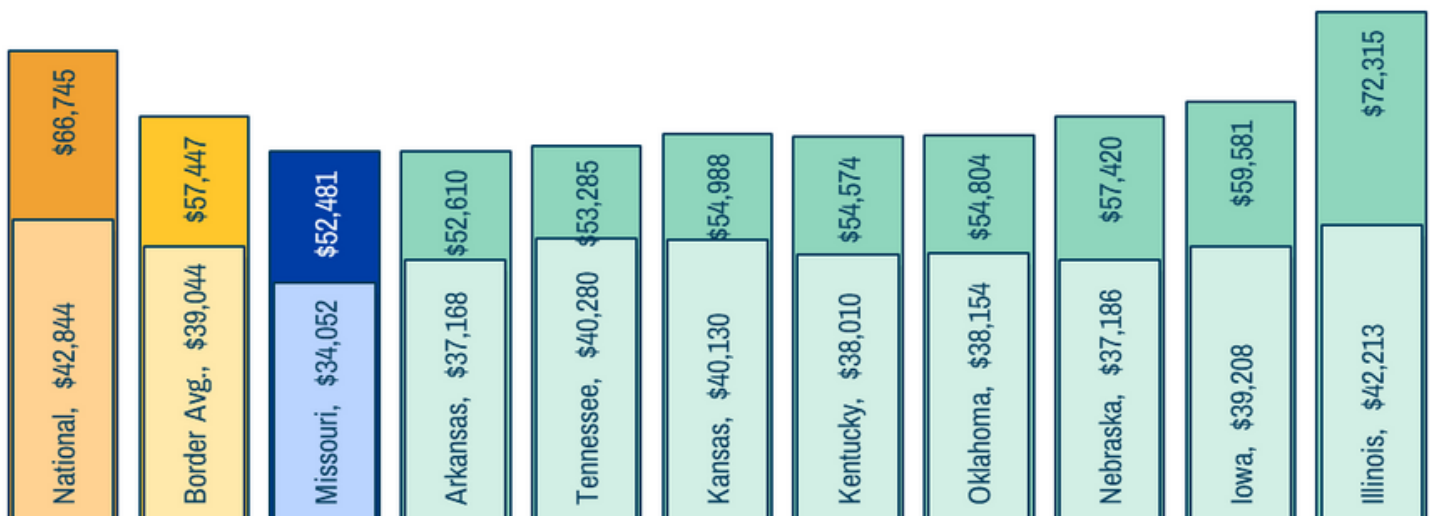 $66,745
National, $42,844
$57,447
Border Avg., $39,044
$52,481
Missouri, $34,052
$52,610
Arkansas, $37,168
$53,285
Tennessee, $40,280
$54,988
Kansas, $40,130
$54,574
Kentucky, $38,010
$54,804
Oklahoma, $38,154
$57,420
Nebraska, $37,186
$59,581
Iowa, $39,208
$72,315
Illinois, $42,213